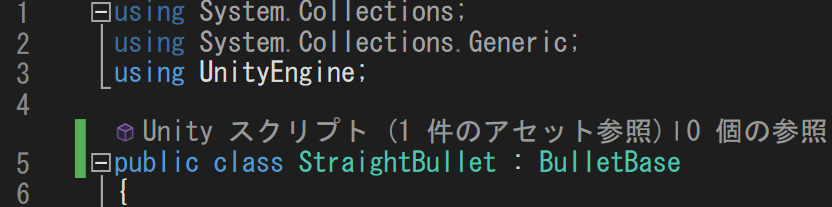 1 using System.Collections;
2 using System.Collections.Generic;
3 using UnityEngine;
4
Unity スクリプト (1 件のアセット参照)|0 個の参照
5 public class StraightBullet : BulletBase
6 {